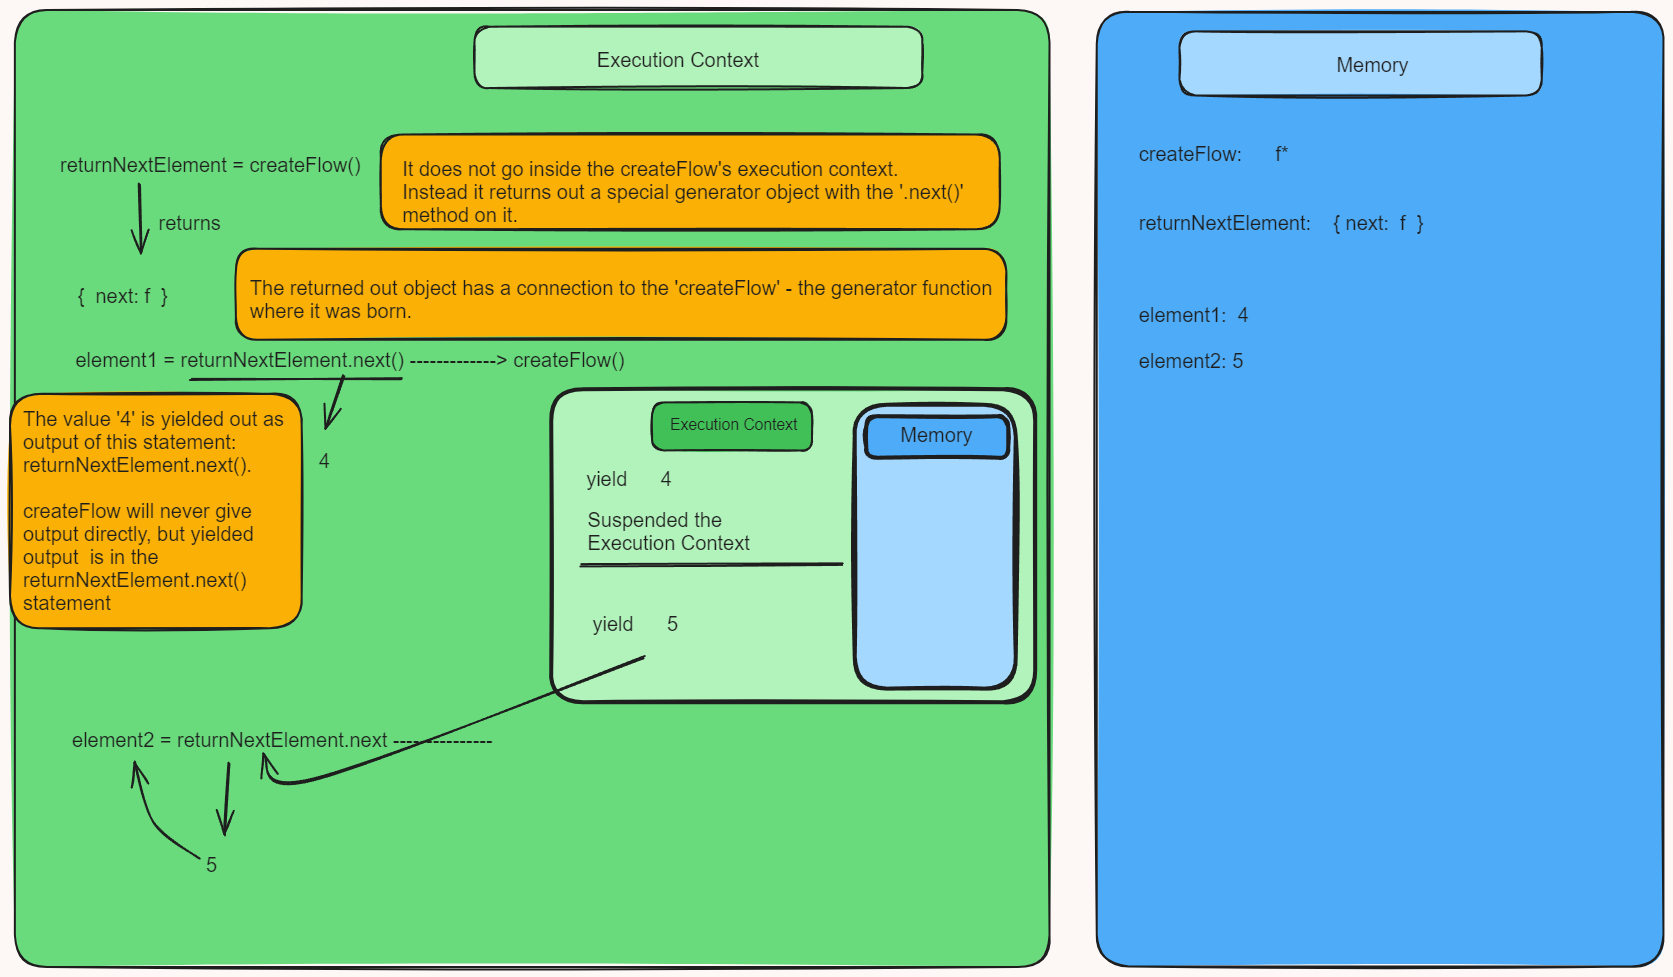 Execution Context
returnNextElement = createFlow()
It does not go inside the createFlow's execution context.
Instead it returns out a special generator object with the '.next()'
method on it.
returns
{ next: f }
The returned out object has a connection to the 'createFlow' - the generator function
where it was born.
element1 = returnNextElement.next() -------------> createFlow()
The value '4' is yielded out as
output of this statement:
returnNextElement.next().
createFlow will never give
output directly, but yielded
output is in the
returnNextElement.next()
statement
4
Execution Context
yield 4
Suspended the
Execution Context
yield 5
Memory
element2 = returnNextElement.next ---------------
5
Memory
createFlow: f*
returnNextElement: { next: f }
element1: 4
element2: 5